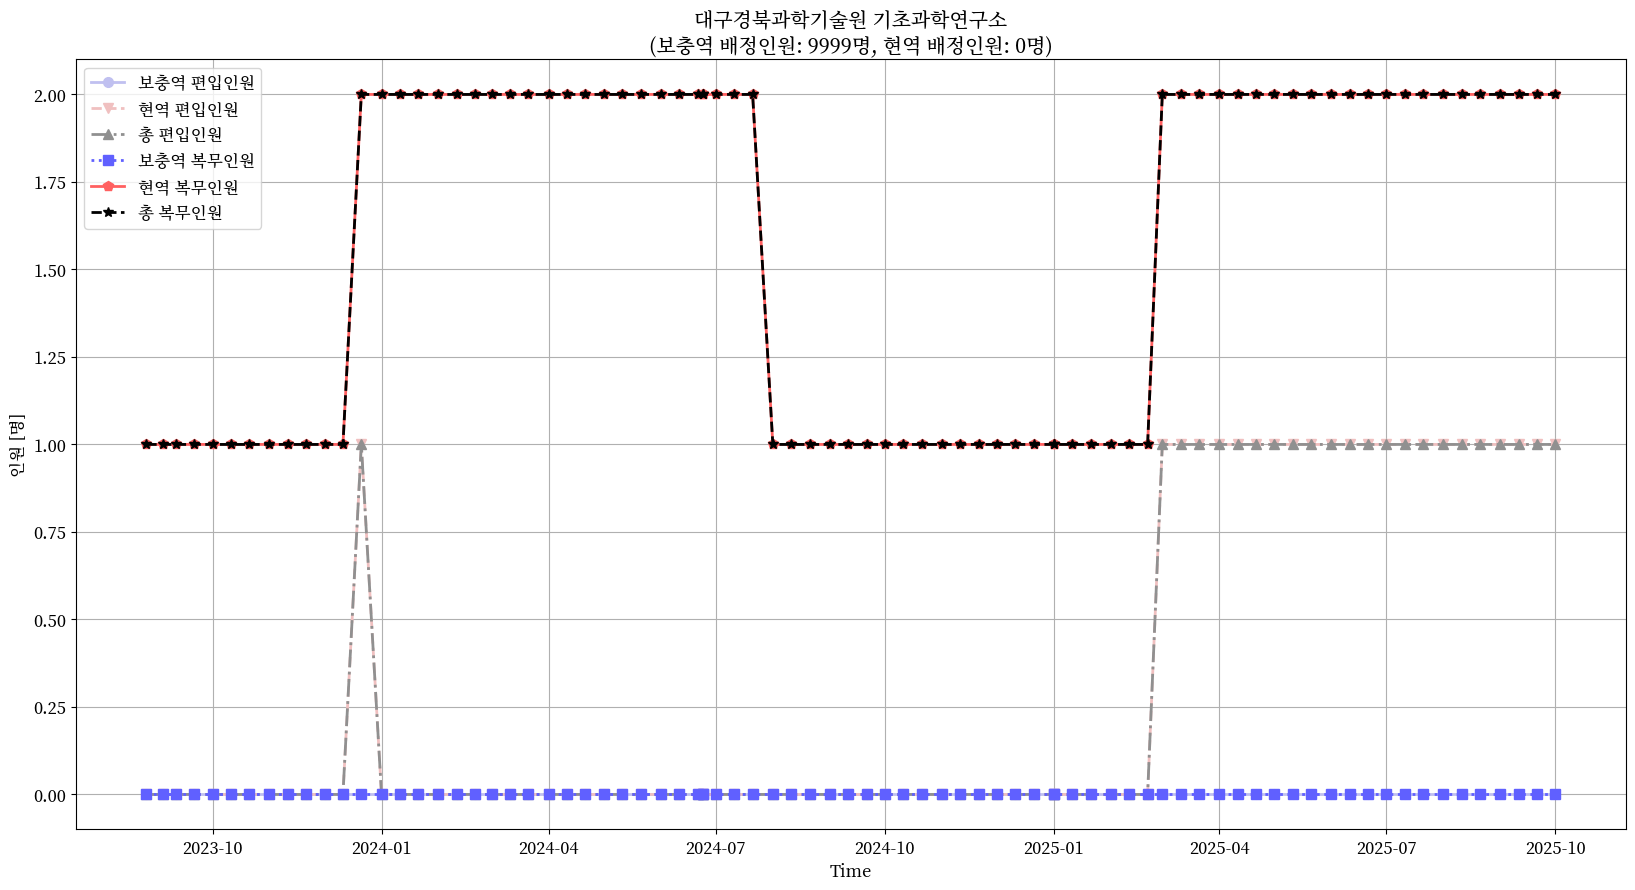 대구경북과학기술원 기초과학연구소
(보충역 배정인원: 9999명, 현역 배정인원: 0명)
보충역 편입인원
현역 편입인원
총 편입인원
보충역 복무인원
현역 복무인원
총 복무인원
2.00
1.75
1.50
1.25
1.00
0.75
0.50
0.25
0.00
인원 [명]
2023-10
2024-01
2024-04
2024-07
2024-10
2025-01
2025-04
2025-07
2025-10
Time